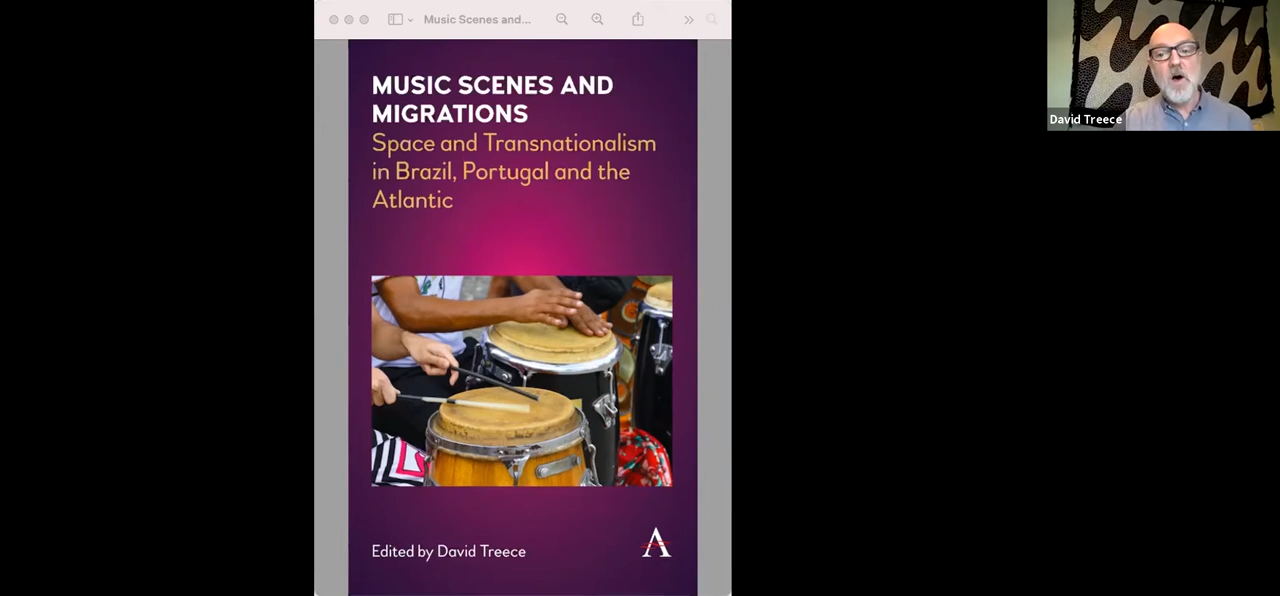 Music Scenes and...
MUSIC SCENES AND
MIGRATIONS
Space and Transnationalism
in Brazil, Portugal and the
Atlantic
Edited by David Treece
A
David Treece